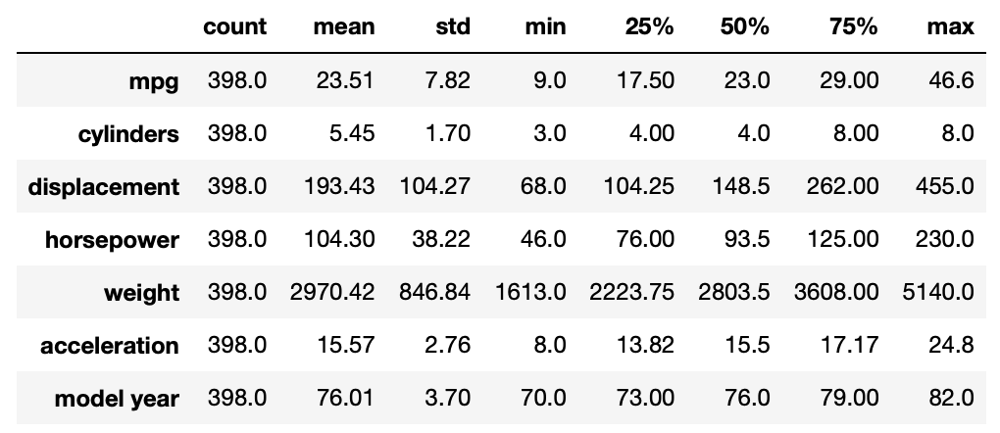 count mean std min 25% 50% 75% max
mpg 398.0 23.51 7.82 9.0 17.50 23.0 29.00 46.6
cylinders 398.0 5.45 1.70 3.0 4.00 4.0 8.00 8.0
displacement 398.0 193.43 104.27 68.0 104.25 148.5 262.00 455.0
horsepower 398.0 104.30 38.22 46.0 76.00 93.5 125.00 230.0
weight 398.0 2970.42 846.84 1613.0 2223.75 2803.5 3608.00 5140.0
acceleration 398.0 15.57 2.76 8.0 13.82 15.5 17.17 24.8
model year 398.0 76.01 3.70 70.0 73.00 76.0 79.00 82.0